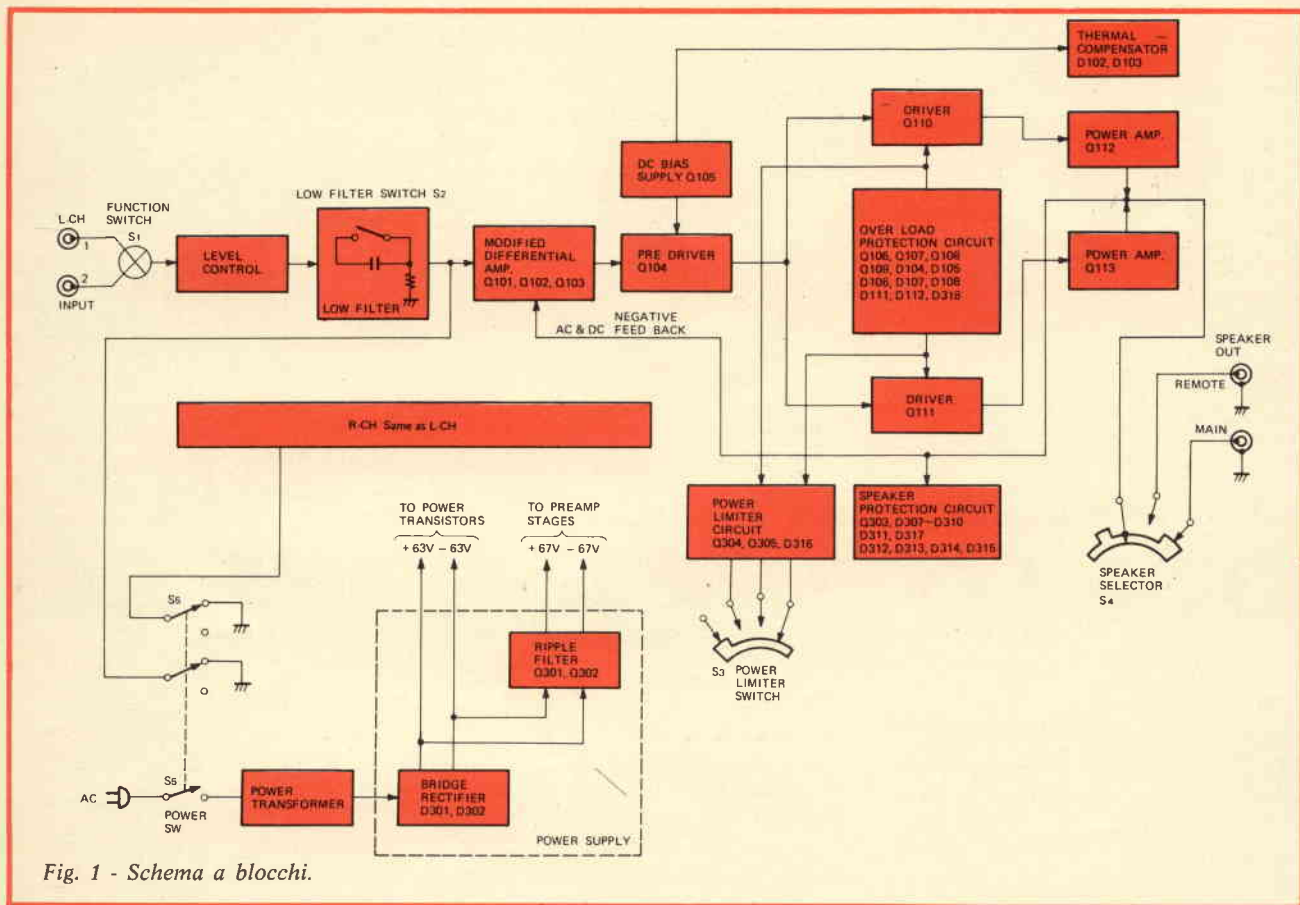 THERMAL
COMPENSATOR
D102, D103
DRIVER
Q110
POWER AMP.
Q112
DC BIAS
SUPPLY Q105
LOW FILTER SWITCH S2
FUNCTION
SWITCH
S1
L-CH
1
2
INPUT
LEVEL
CONTROL
LOW FILTER
MODIFIED
DIFFERENTIAL
AMP,
Q101, Q102, Q103
PRE DRIVER
Q104
OVER LOAD
PROTECTION CIRCUIT
Q106, Q107, Q108
Q109, D104, D105
D106, D107, D108
D111, D112, D318
POWER AMP.
Q113
NEGATIVE
AC & DC FEED BACK
DRIVER
Q111
SPEAKER
OUT
REMOTE
MAIN
R-CH Same as L-CH
POWER
LIMITER
CIRCUIT
Q304, Q305, D316
SPEAKER
PROTECTION CIRCUIT
Q303, D307~D310
D311, D317
D312, D313, D314, D315
TO POWER
TRANSISTORS
+ 63V – 63V
TO PREAMP
STAGES
+ 67V – 67V
SPEAKER
SELECTOR
S4
S5
RIPPLE
FILTER
Q301, Q302
S3 POWER
LIMITER
SWITCH
AC
S5
POWER
SW
POWER
TRANSFORMER
BRIDGE
RECTIFIER
D301, D302
POWER SUPPLY
Fig. 1 - Schema a blocchi.